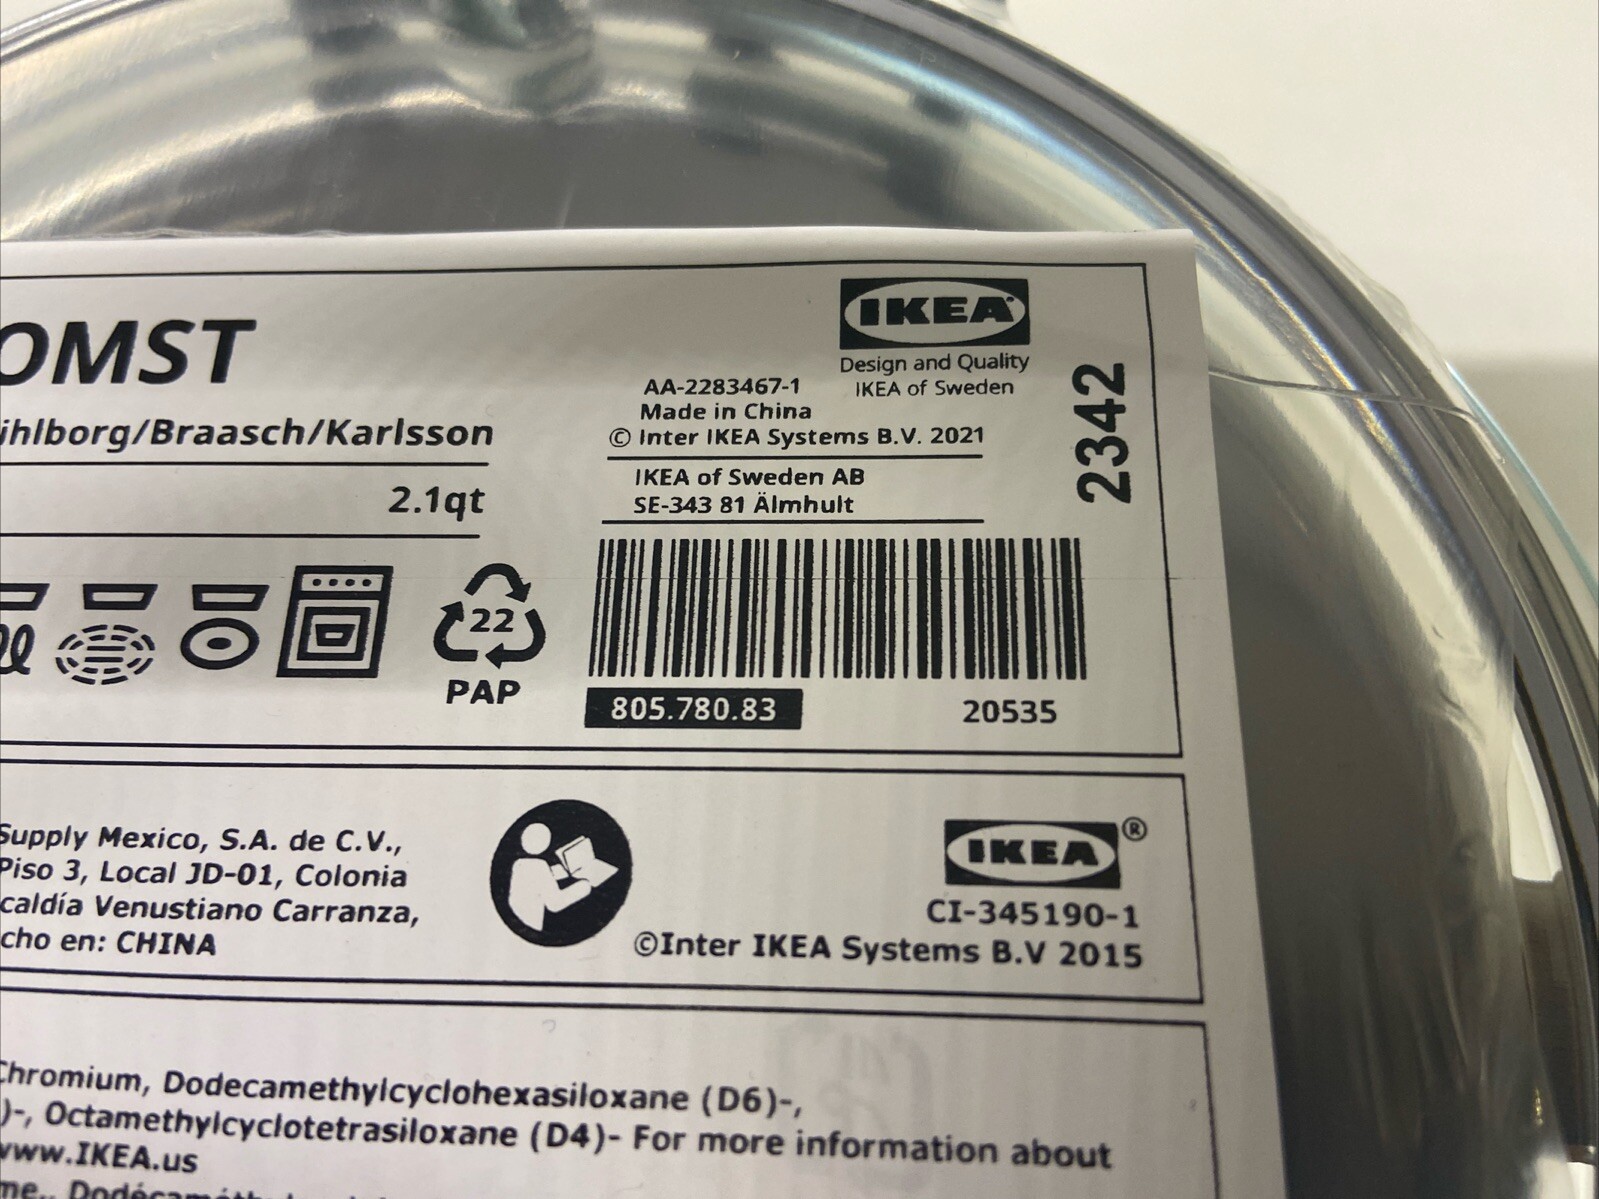 OMST
IKEA
Design and Quality
IKEA of Sweden
AA-2283467-1
Made in China
© Inter IKEA Systems B.V. 2021
IKEA of Sweden AB
SE-343 81 Älmhult
2342
ihlborg/Braasch/Karlsson
2.1qt
22
PAP
805.780.83
20535
Supply Mexico, S.A. de C.V.,
Piso 3, Local JD-01, Colonia
caldía Venustiano Carranza,
cho en: CHINA
IKEA®
CI-345190-1
©Inter IKEA Systems B.V 2015
Chromium, Dodecamethylcyclohexasiloxane (D6)-,
)-, Octamethylcyclotetrasiloxane (D4)- For more information about
www.IKEA.us